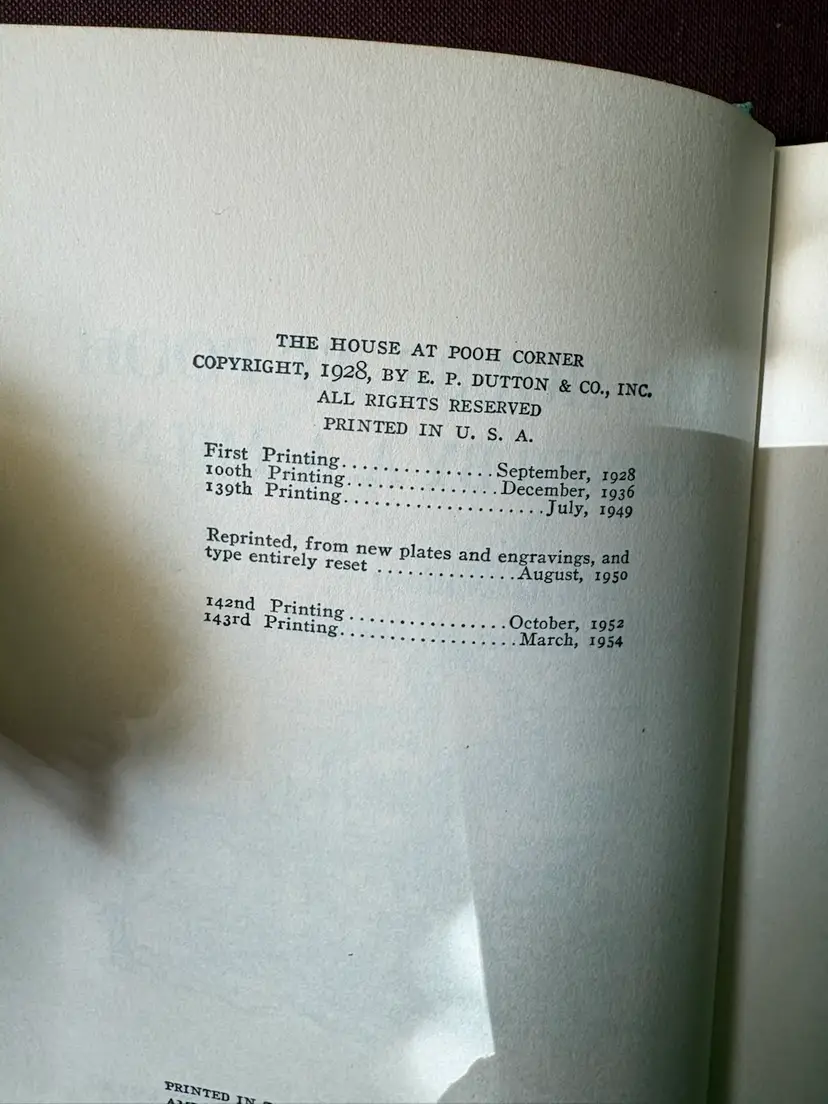 THE HOUSE AT POOH CORNER
COPYRIGHT, 1928, BY E. P. DUTTON & CO., INC.
ALL RIGHTS RESERVED
PRINTED IN U. S. A.
First Printing...............September, 1928
100th Printing...............December, 1936
139th Printing....................July, 1949
Reprinted, from new plates and engravings, and
type entirely reset ..............August, 1950
142nd Printing................October, 1952
143rd Printing..................March, 1954
PRINTED IN